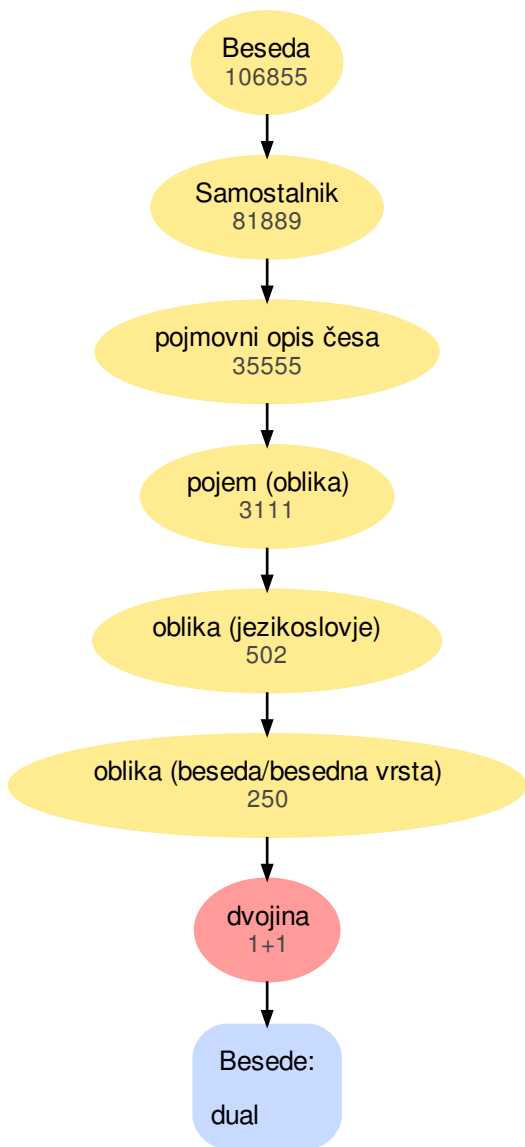 Beseda
106855
Samostalnik
81889
pojmovni opis česa
35555
pojem (oblika)
3111
oblika (jezikoslovje)
502
oblika (beseda/besedna vrsta)
250
dvojina
1+1
Besede:
dual